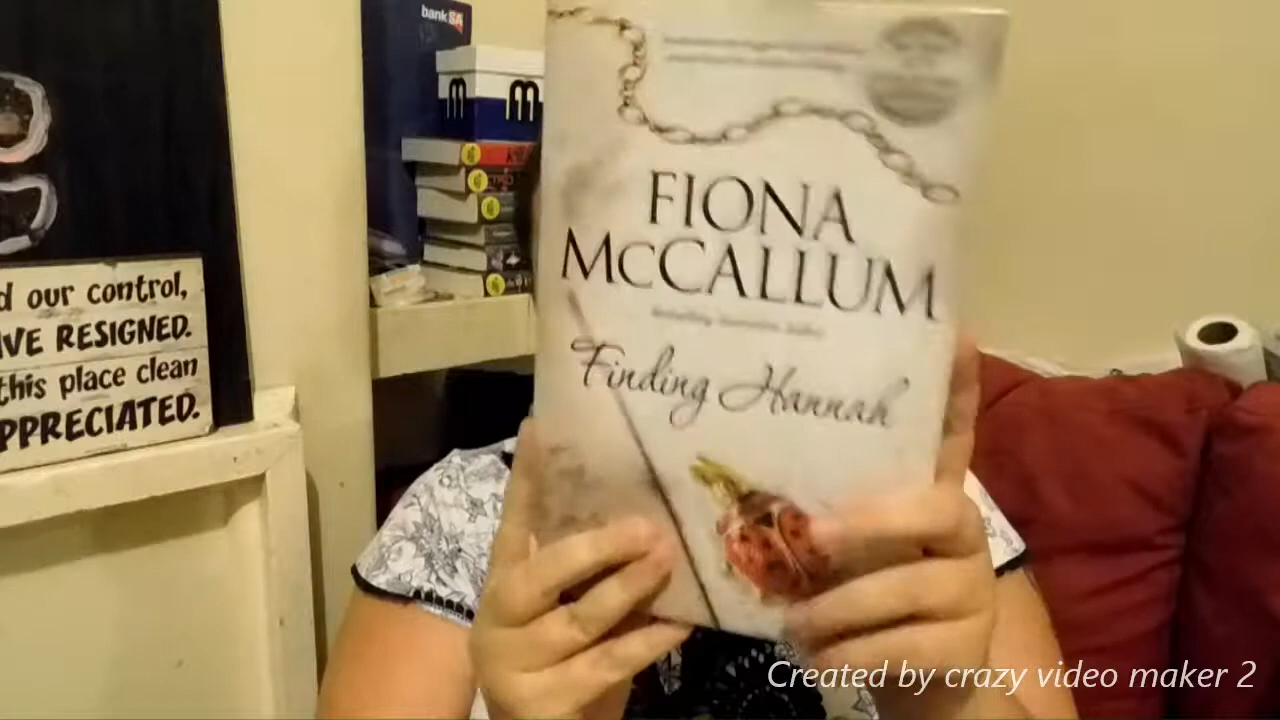 bank SA
m m
d our control,
VE RESIGNED.
this place clean
PPRECIATED.
FIONA
McCALLUM
Finding Hannah
Created by crazy video maker 2